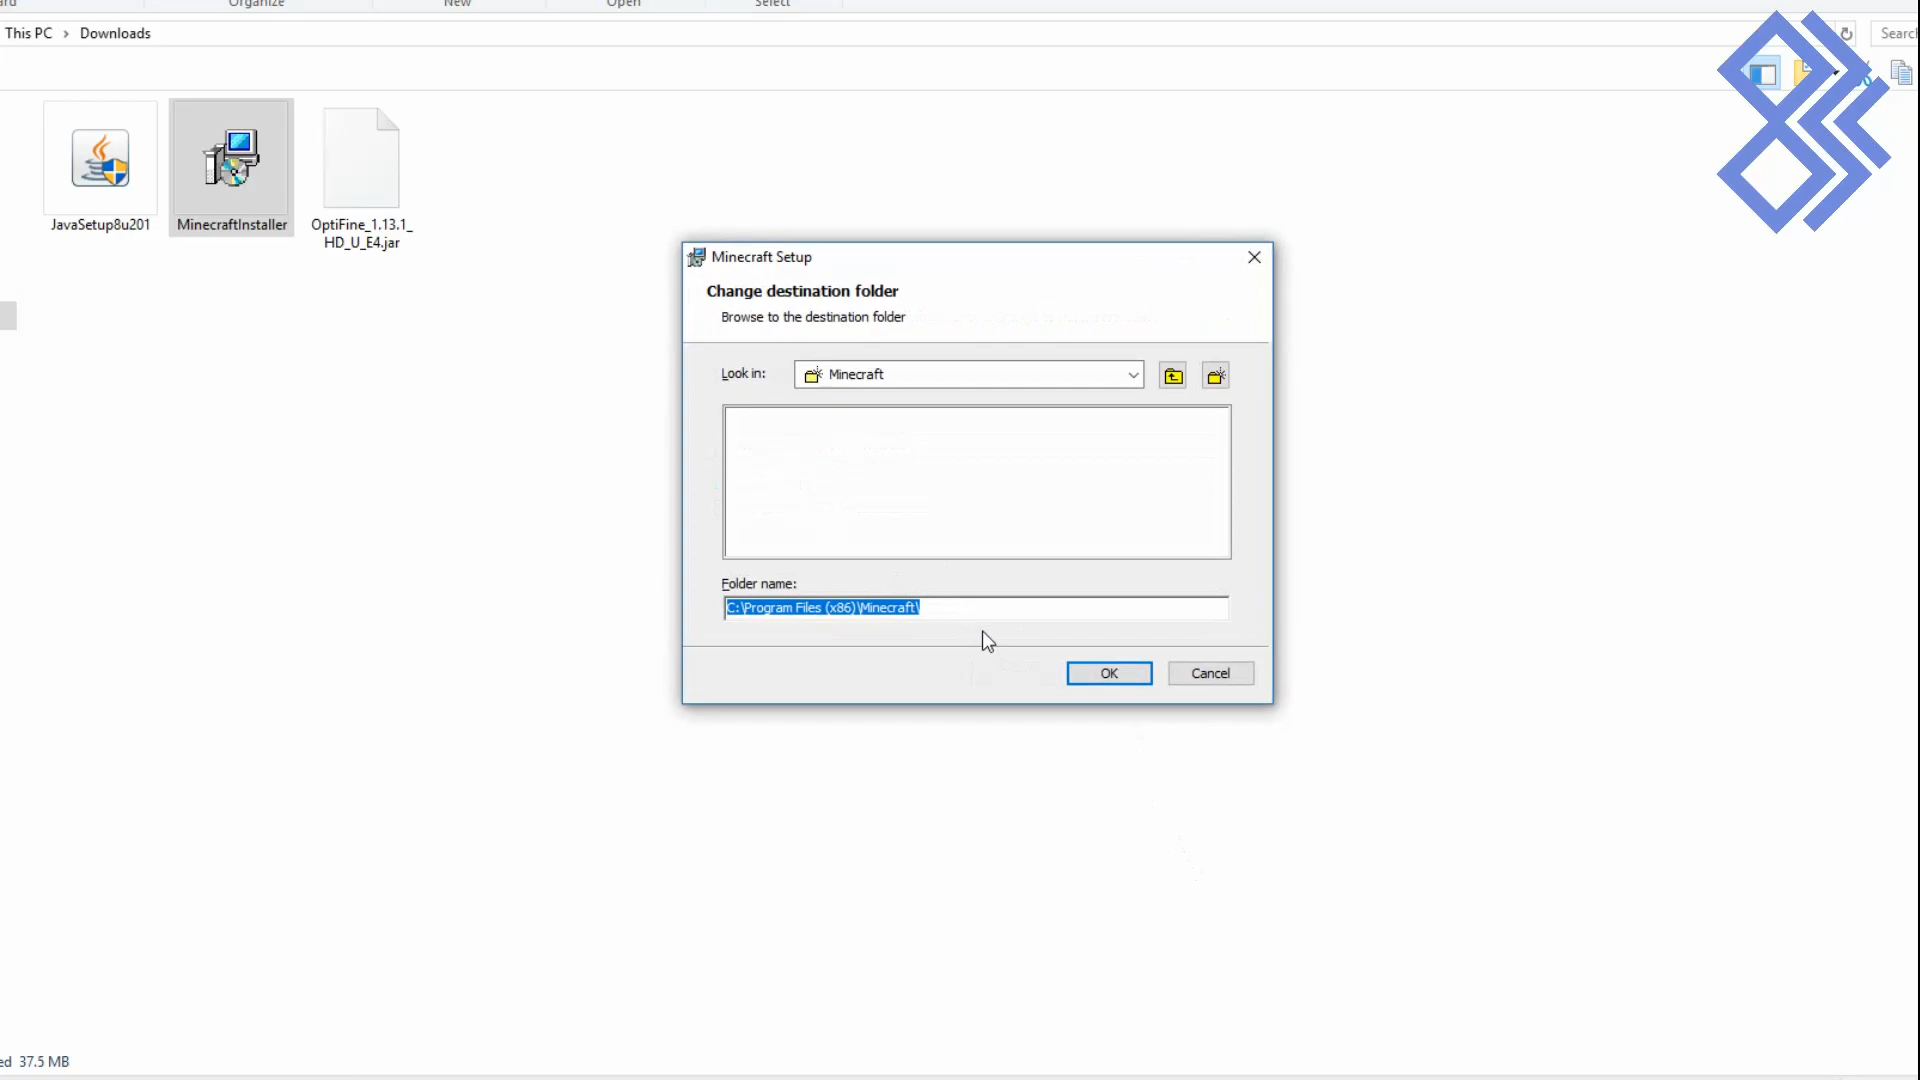 Organize
New
Open
Select
This PC > Downloads
JavaSetup8u201
MinecraftInstaller
OptiFine_1.13.1_
HD_U_E4.jar
Minecraft Setup
Change destination folder
Browse to the destination folder
Look in:
Minecraft
Folder name:
C:\Program Files (x86)\Minecraft\
OK
Cancel
37.5 MB